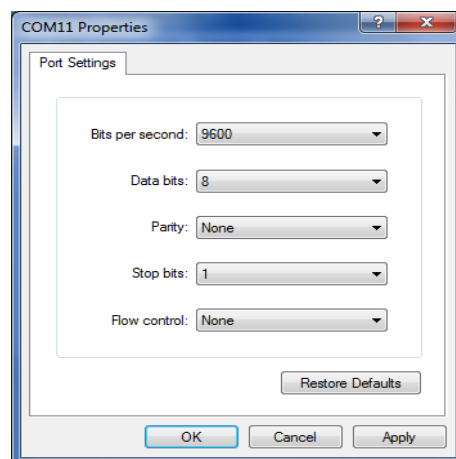 COM11 Properties
Port Settings
Bits per second: 9600
Data bits: 8
Parity: None
Stop bits: 1
Flow control: None
Restore Defaults
OK Cancel Apply